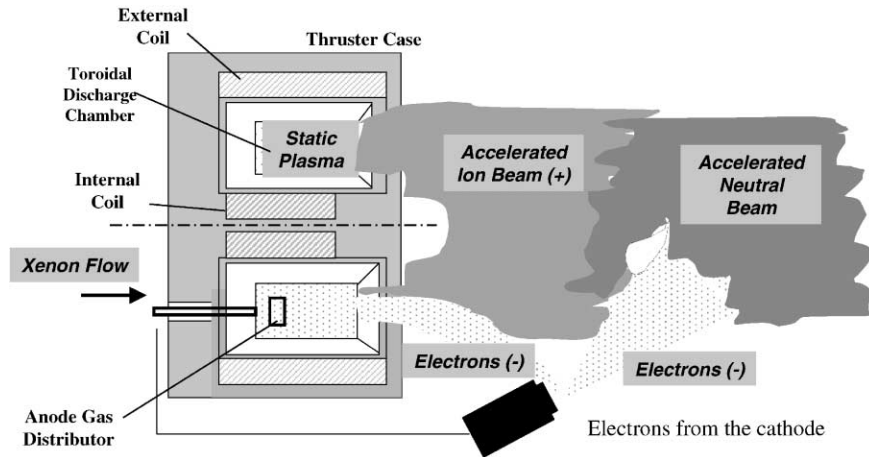 External
Coil
Thruster Case
Toroidal
Discharge
Chamber
Static
Plasma
Accelerated
Ion Beam (+)
Accelerated
Neutral
Beam
Internal
Coil
Xenon Flow
Electrons (-)
Electrons (-)
Anode Gas
Distributor
Electrons from the cathode